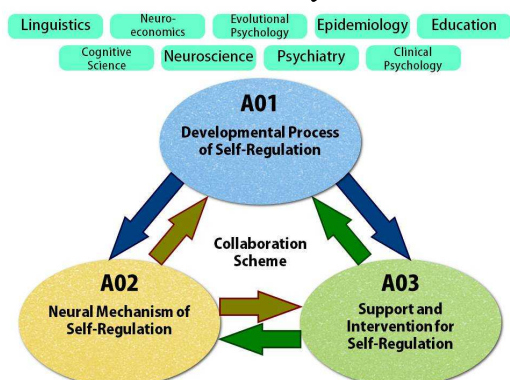 Linguistics
Neuro-
economics
Evolutional
Psychology
Epidemiology
Education
Cognitive
Science
Neuroscience
Psychiatry
Clinical
Psychology
A01
Developmental Process
of Self-Regulation
Collaboration
Scheme
A02
Neural Mechanism of
Self-Regulation
A03
Support and
Intervention for
Self-Regulation